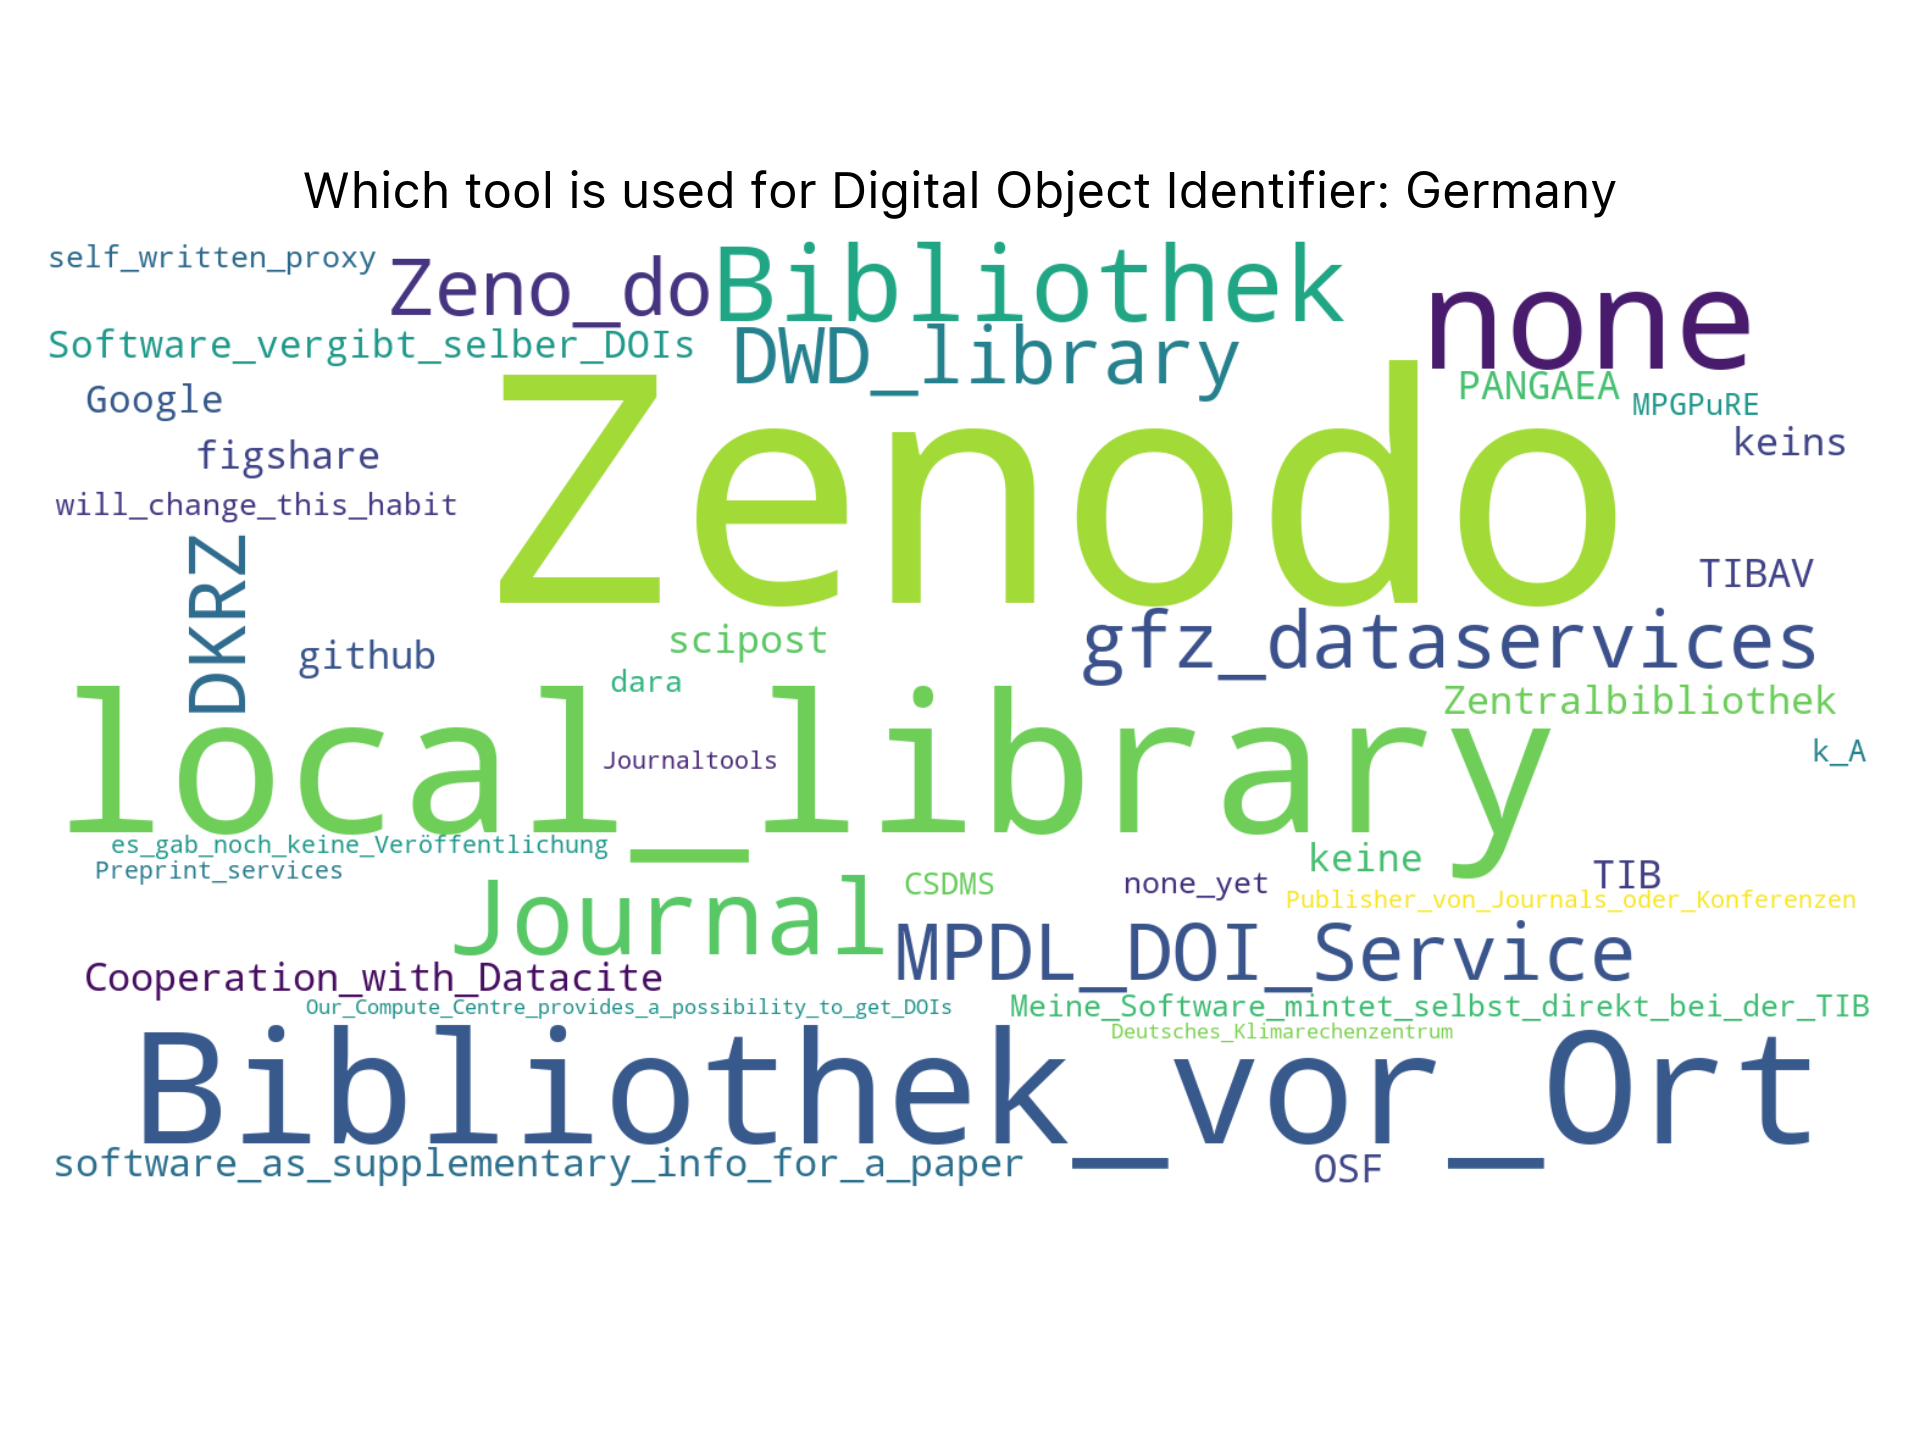 Which tool is used for Digital Object Identifier: Germany
self_written_proxy
Zeno_do
Bibliothek
none
Software_vergibt_selber_DOIs
DWD_library
Google
PANGAEA
MPGPuRE
figshare
keins
will_change_this_habit
Zenodo
DKRZ
TIBAV
github
scipost
gfz_dataservices
dara
Zentralbibliothek
local_library
Journaltools
k_A
es_gab_noch_keine_Veröffentlichung
Preprint_services
keine
TIB
CSDMS
none_yet
Publisher_von_Journals_oder_Konferenzen
Journal
MPDL_DOI_Service
Cooperation_with_Datacite
Our_Compute_Centre_provides_a_possibility_to_get_DOIs
Meine_Software_mintet_selbst_direkt_bei_der_TIB
Deutsches_Klimarechenzentrum
Bibliothek_vor_Ort
software_as_supplementary_info_for_a_paper
OSF